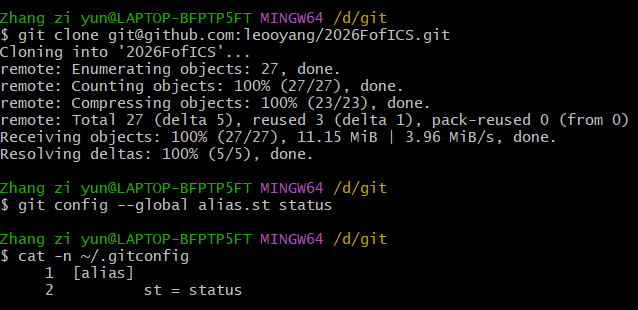 Zhang zi yun@LAPTOP-BFPTP5FT MINGW64 /d/git
$ git clone git@github.com:leooyang/2026FofICS.git
Cloning into '2026FofICS'...
remote: Enumerating objects: 27, done.
remote: Counting objects: 100% (27/27), done.
remote: Compressing objects: 100% (23/23), done.
remote: Total 27 (delta 5), reused 3 (delta 1), pack-reused 0 (from 0)
Receiving objects: 100% (27/27), 11.15 MiB | 3.96 MiB/s, done.
Resolving deltas: 100% (5/5), done.
Zhang zi yun@LAPTOP-BFPTP5FT MINGW64 /d/git
$ git config --global alias.st status
Zhang zi yun@LAPTOP-BFPTP5FT MINGW64 /d/git
$ cat -n ~/.gitconfig
1 [alias]
2 st = status